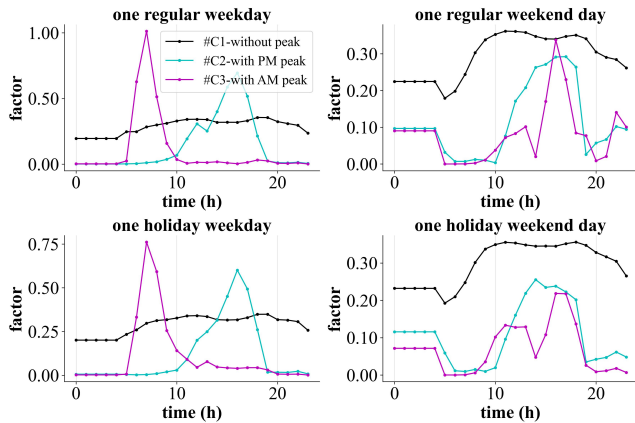 one regular weekday
one regular weekend day
1.00
0.50
0.00
factor
#C1-without peak
#C2-with PM peak
#C3-with AM peak
0 10 20
time (h)
0.30
0.20
0.10
0.00
factor
0 10 20
time (h)
one holiday weekday
one holiday weekend day
0.75
0.50
0.25
0.00
factor
0 10 20
time (h)
0.30
0.20
0.10
0.00
factor
0 10 20
time (h)